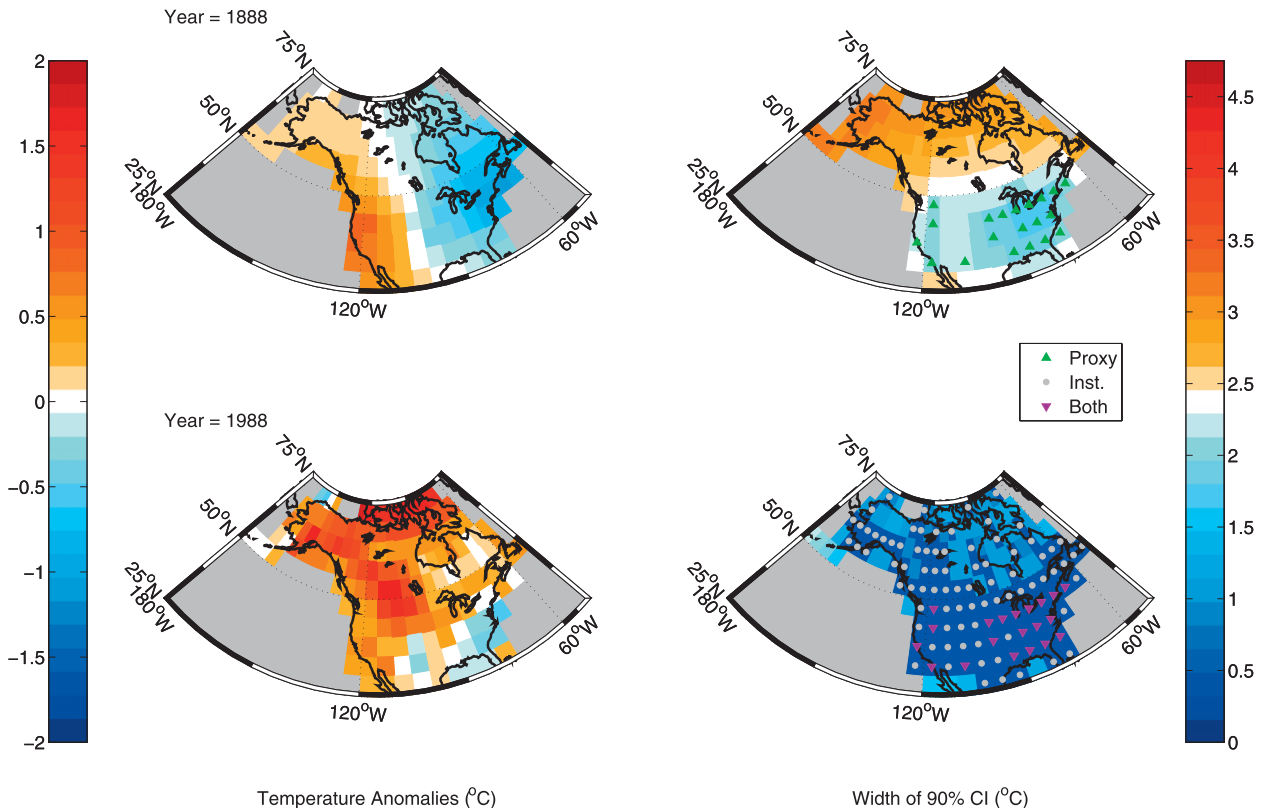 Year = 1888
75°N
50°N
25°N
180°W
120°W
60°W
75°N
50°N
25°N
180°W
120°W
60°W
2
1.5
1
0.5
0
−0.5
−1
−1.5
−2
4.5
4
3.5
3
2.5
2
1.5
1
0.5
0
Proxy
Inst.
Both
Year = 1988
75°N
50°N
25°N
180°W
120°W
60°W
75°N
50°N
25°N
180°W
120°W
60°W
Temperature Anomalies (°C)
Width of 90% CI (°C)